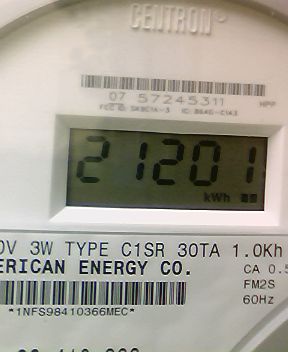 CENTRON®
07 57245311 HPP
21201
kWh
0V 3W TYPE C1SR 30TA 1.0Kh
ERICAN ENERGY CO.
CA 0.5
FM2S
60Hz
*1NFS98410366MEC*